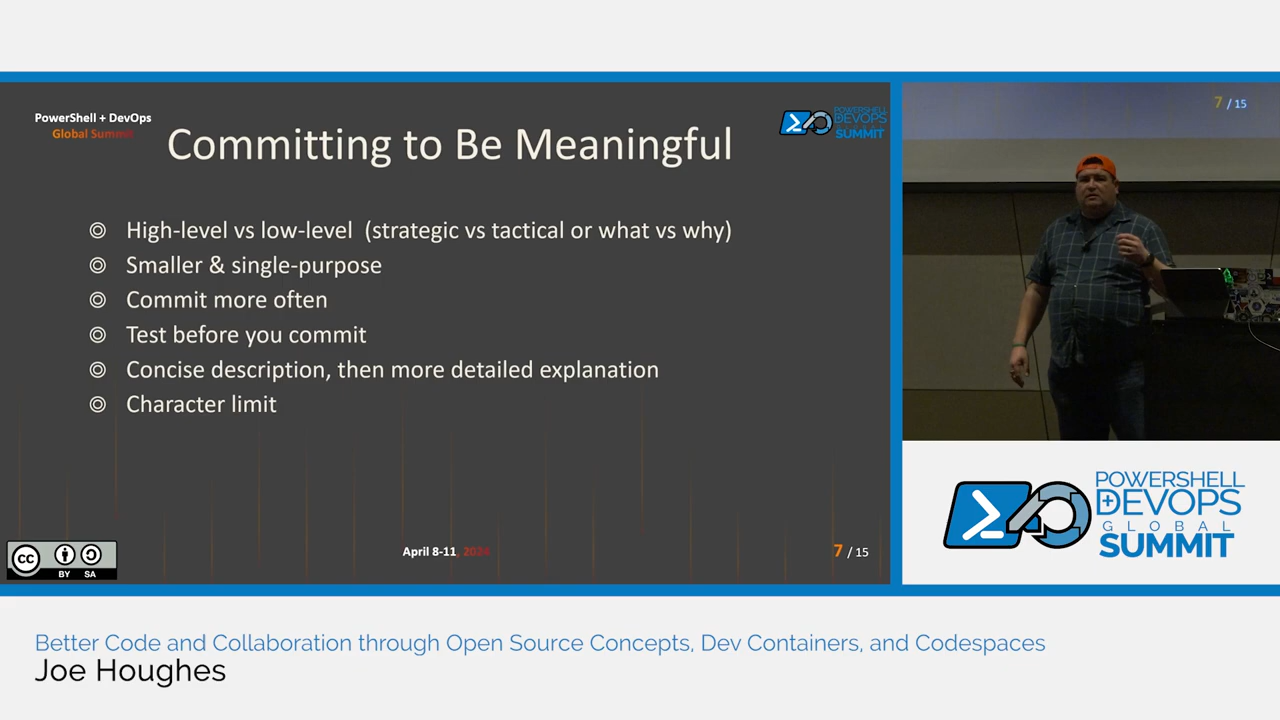 PowerShell + DevOps
Global Summit
POWERSHELL
DEVOPS
GLOBAL
SUMMIT
Committing to Be Meaningful
High-level vs low-level (strategic vs tactical or what vs why)
Smaller & single-purpose
Commit more often
Test before you commit
Concise description, then more detailed explanation
Character limit
cc
BY SA
April 8-11, 2024
7 / 15
7 / 15
POWERSHELL
+DEVOPS
GLOBAL
SUMMIT
Better Code and Collaboration through Open Source Concepts, Dev Containers, and Codespaces
Joe Houghes